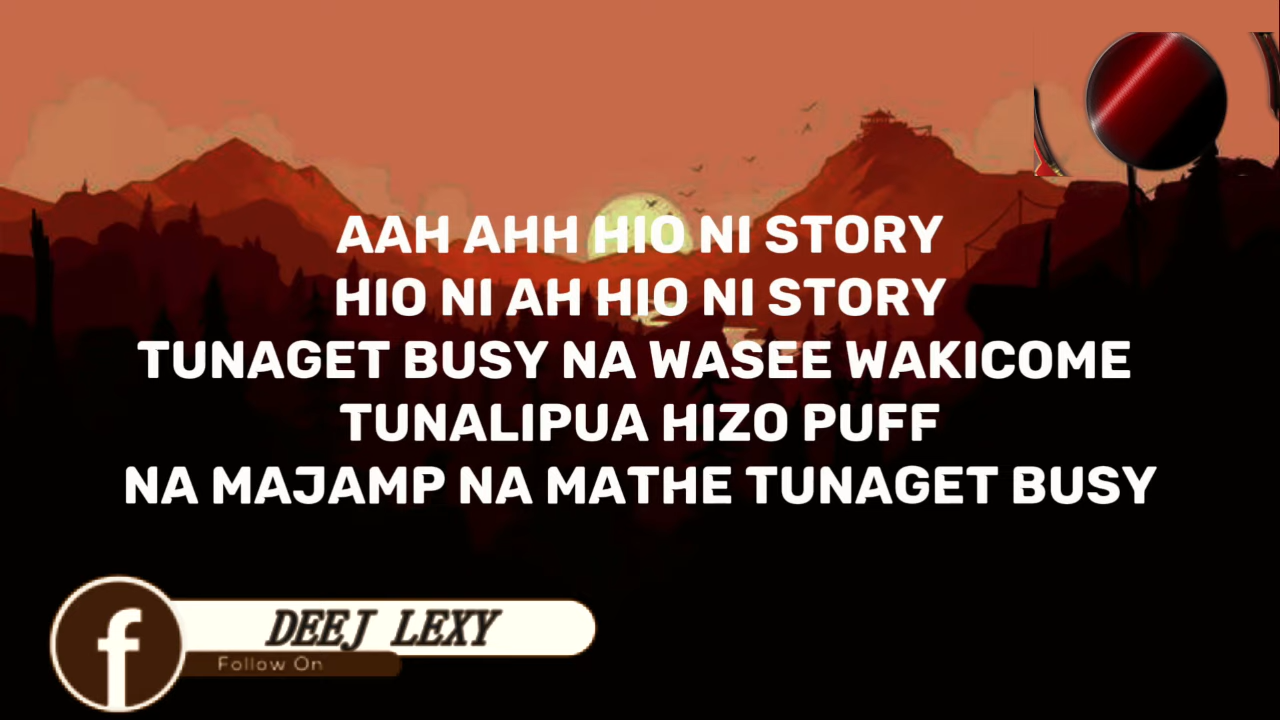 AAH AHH HIO NI STORY
HIO NI AH HIO NI STORY
TUNAGET BUSY NA WASEE WAKICOME
TUNALIPUA HIZO PUFF
NA MAJAMP NA MATHE TUNAGET BUSY
f
DEEJ LEXY
Follow On